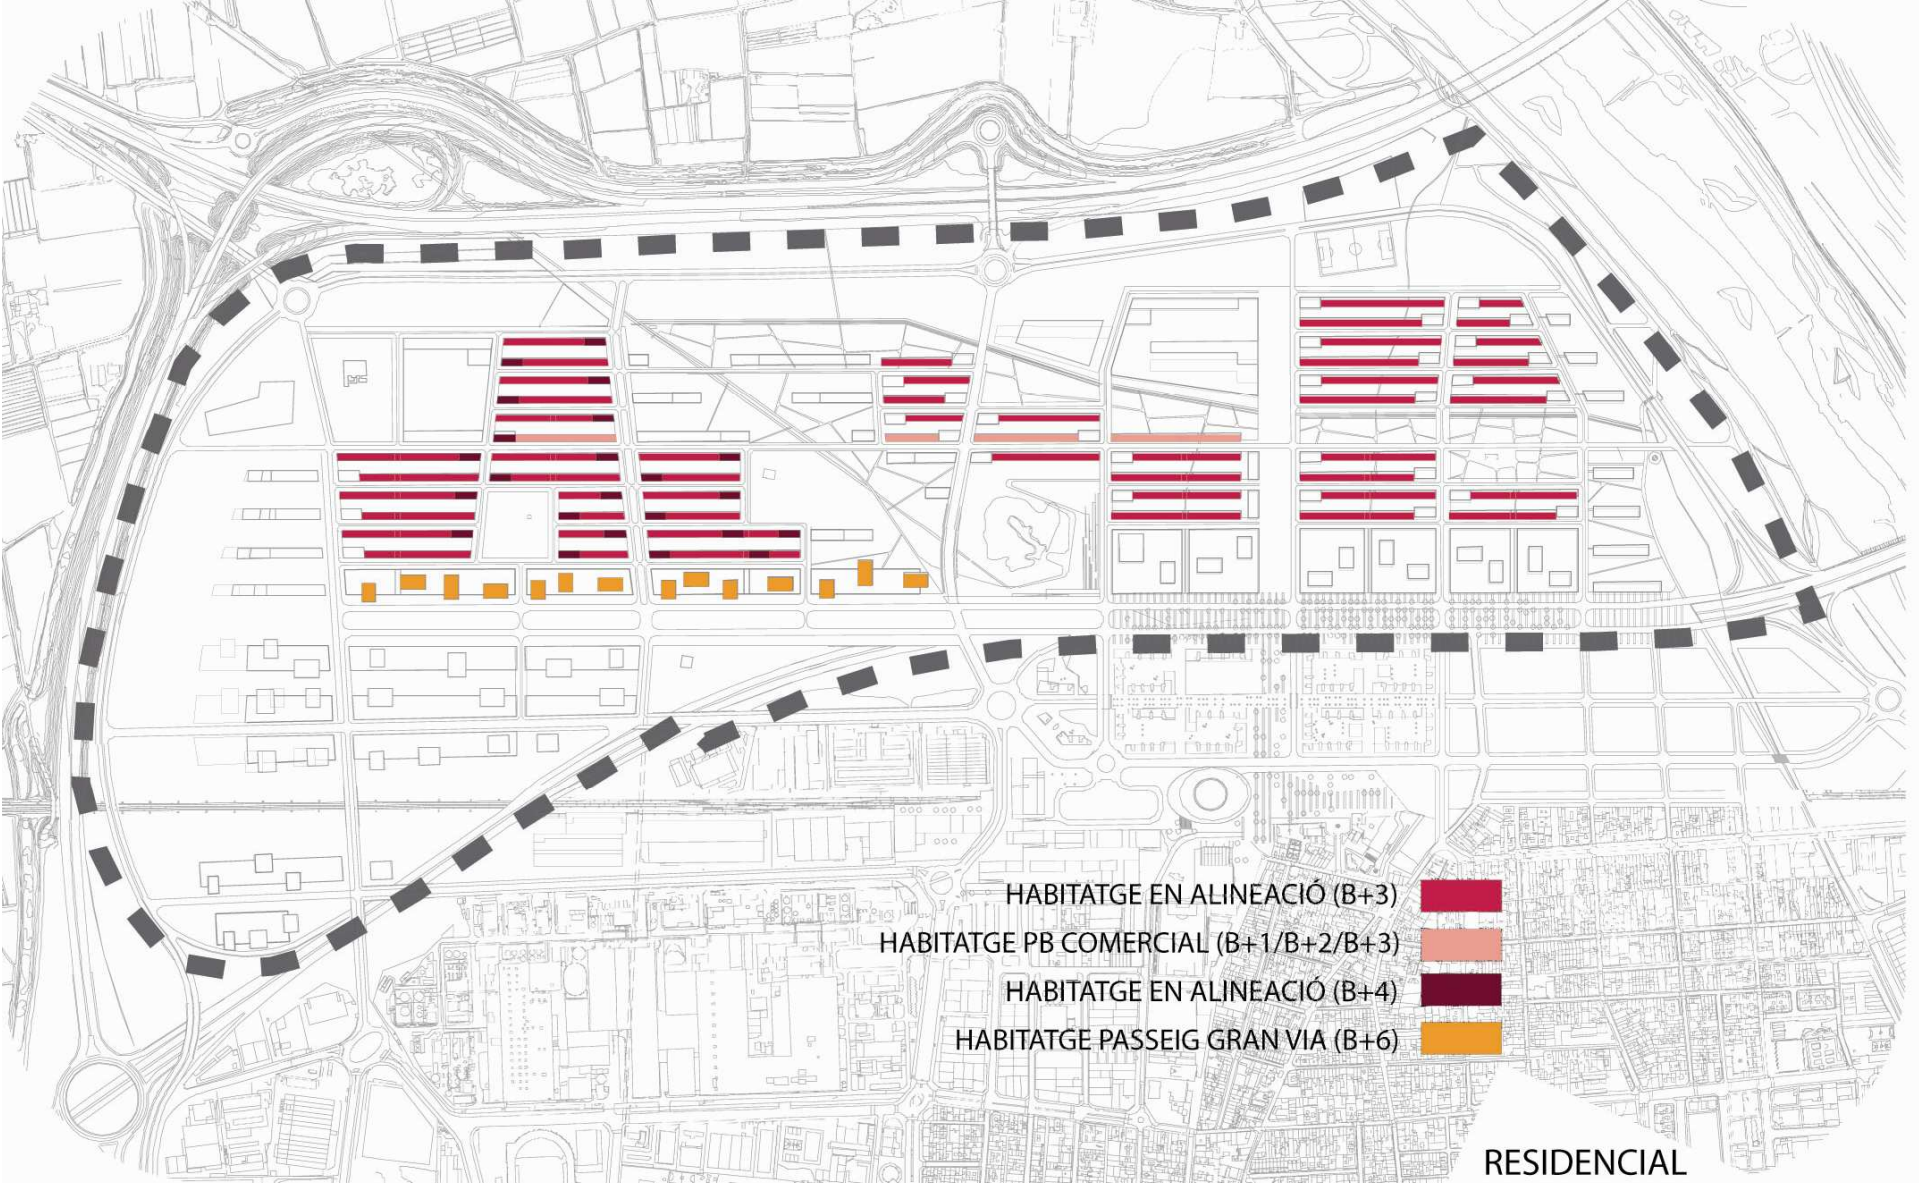 HABITATGE EN ALINEACIÓ (B+3)
HABITATGE PB COMERCIAL (B+1/B+2/B+3)
HABITATGE EN ALINEACIÓ (B+4)
HABITATGE PASSEIG GRAN VIA (B+6)
RESIDENCIAL